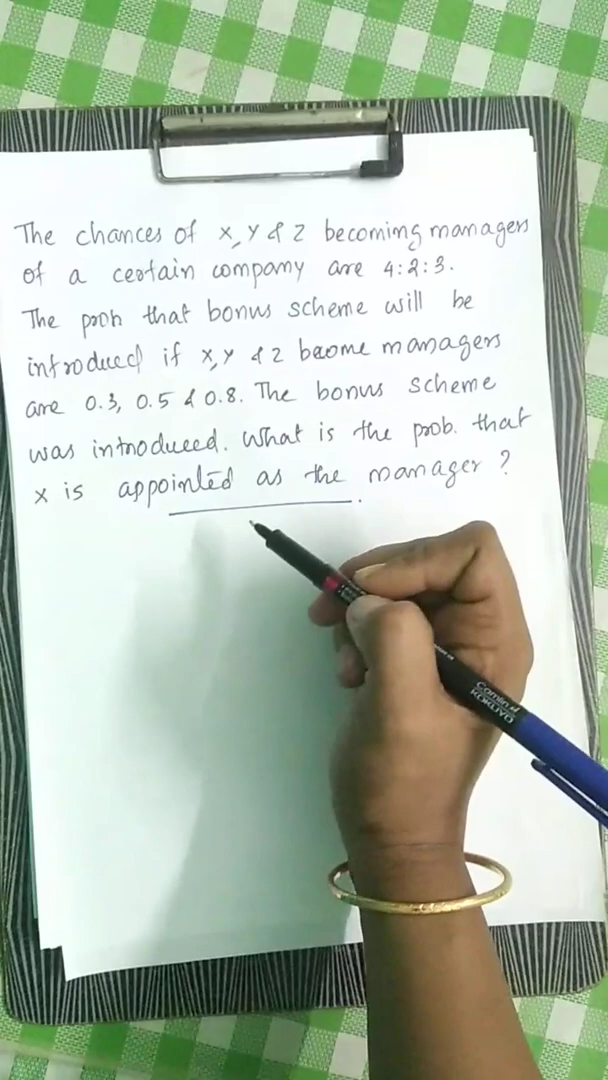 The chances of x, y & z becoming managers
of a certain company are 4:2:3.
The prob that bonus scheme will be
introduced if x, y & z become managers
are 0.3, 0.5 & 0.8. The bonus scheme
was introduced. What is the prob. that
x is appointed as the manager ?
Camlin
KOKUYO